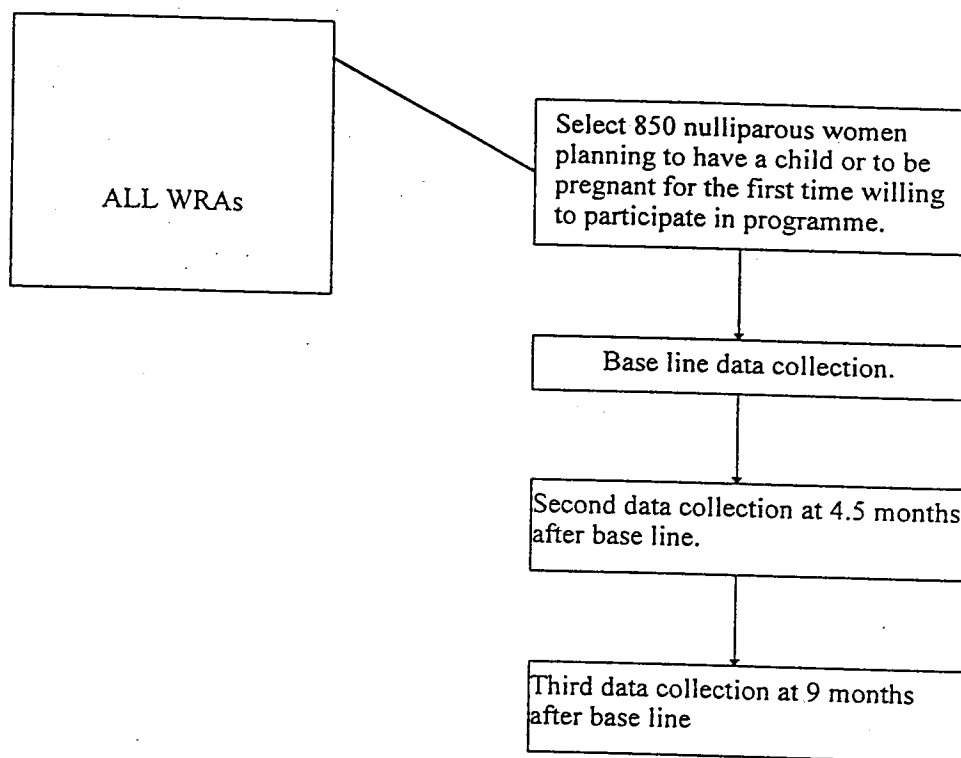 ALL WRAs
Select 850 nulliparous women
planning to have a child or to be
pregnant for the first time willing
to participate in programme.
Base line data collection.
Second data collection at 4.5 months
after base line.
Third data collection at 9 months
after base line